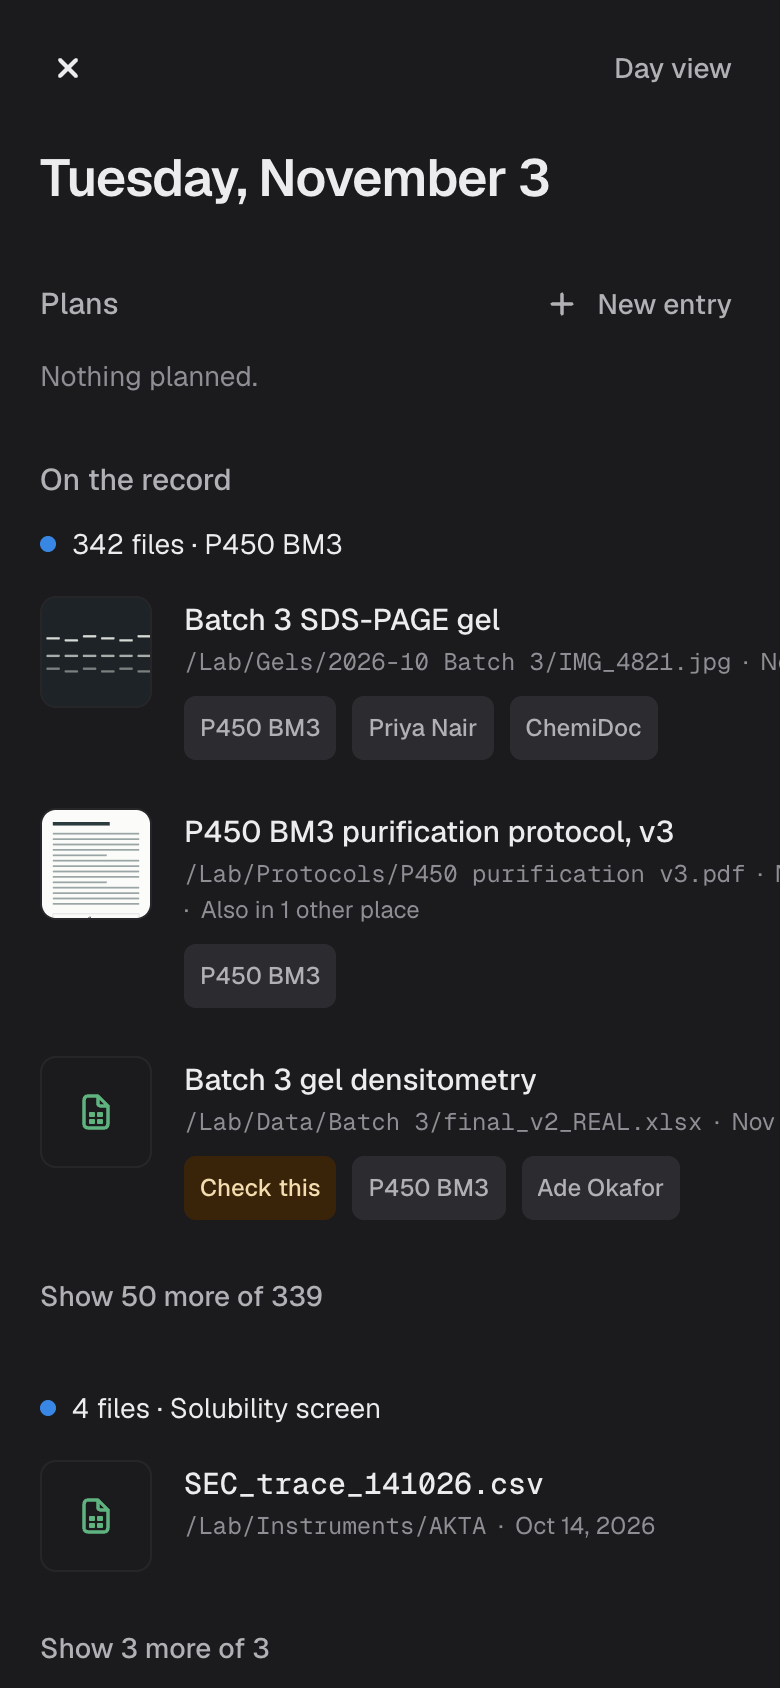 Day view
Tuesday, November 3
Plans
New entry
Nothing planned.
On the record
342 files · P450 BM3
Batch 3 SDS-PAGE gel
/Lab/Gels/2026-10 Batch 3/IMG_4821.jpg ·
P450 BM3 Priya Nair ChemiDoc
P450 BM3 purification protocol, v3
/Lab/Protocols/P450 purification v3.pdf ·
· Also in 1 other place
P450 BM3
Batch 3 gel densitometry
/Lab/Data/Batch 3/final_v2_REAL.xlsx · Nov
Check this P450 BM3 Ade Okafor
Show 50 more of 339
4 files · Solubility screen
SEC_trace_141026.csv
/Lab/Instruments/AKTA · Oct 14, 2026
Show 3 more of 3